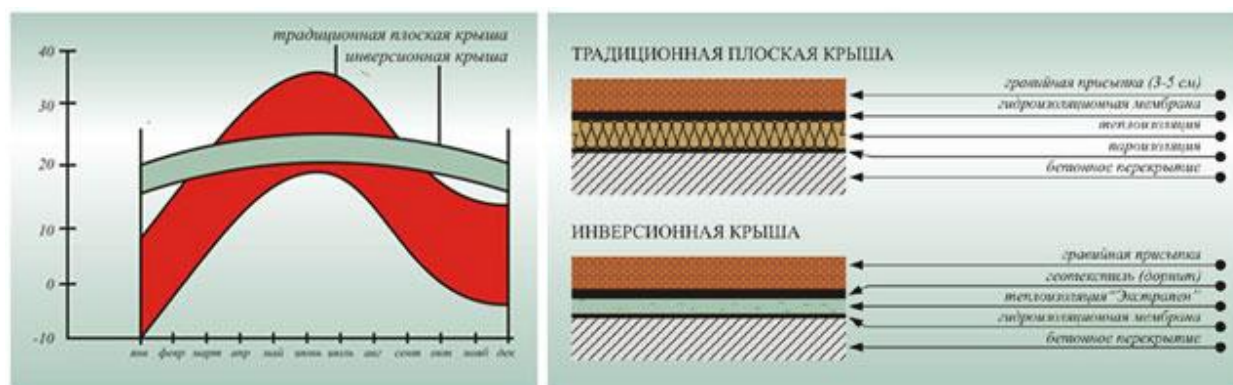 40
30
20
10
0
-10
традиционная плоская крыша
инверсионная крыша
янв февр март апр май июнь июль авг сент окт нояб дек
ТРАДИЦИОННАЯ ПЛОСКАЯ КРЫША
гравийная присыпка (3-5 см)
гидроизоляционная мембрана
теплоизоляция
пароизоляция
бетонное перекрытие
ИНВЕРСИОННАЯ КРЫША
гравийная присыпка
геотекстиль (дорнит)
теплоизоляция "Экстрапен"
гидроизоляционная мембрана
бетонное перекрытие